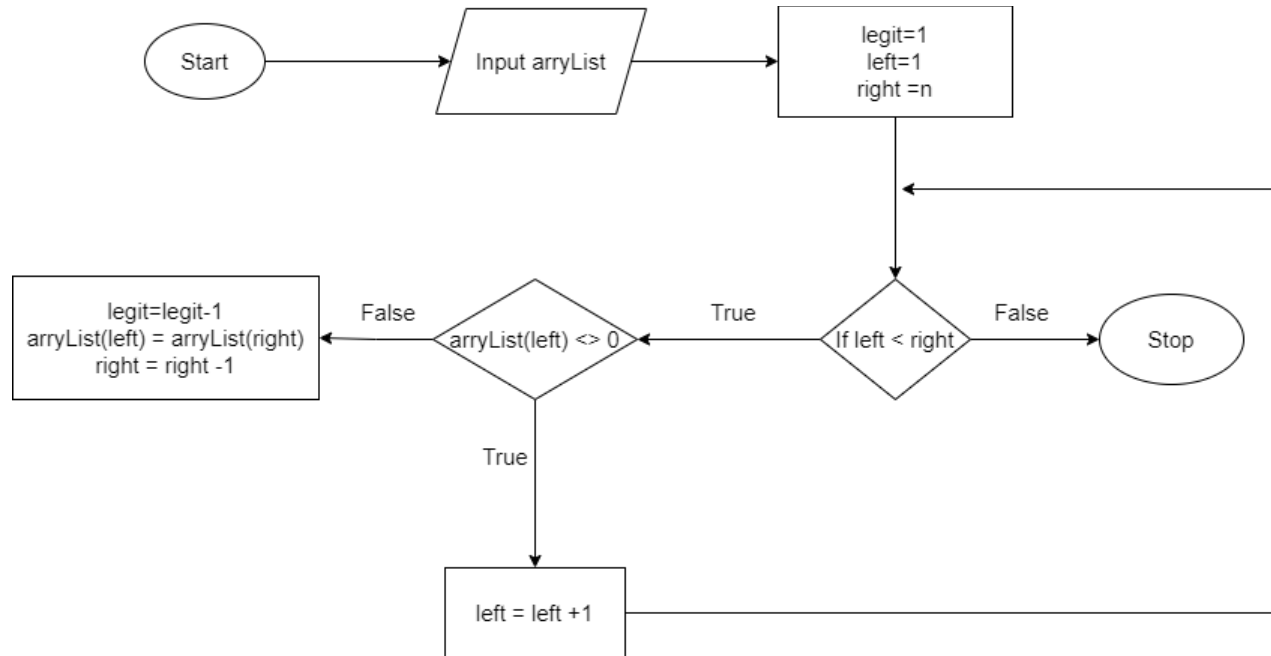 Start
Input arryList
legit=1
left=1
right =n
legit=legit-1
arryList(left) = arryList(right)
right = right -1
False
arryList(left) <> 0
True
If left < right
False
Stop
True
left = left +1